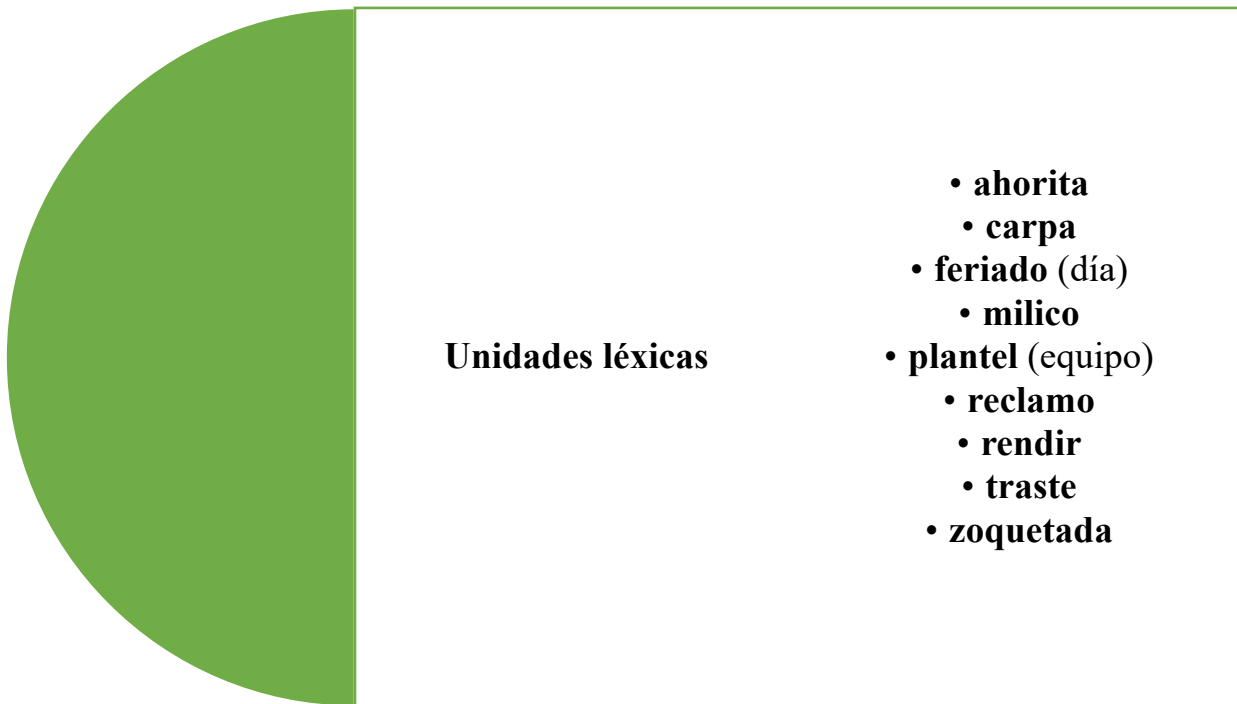 Unidades léxicas
• ahorita
• carpa
• feriado (día)
• milico
• plantel (equipo)
• reclamo
• rendir
• traste
• zoquetada